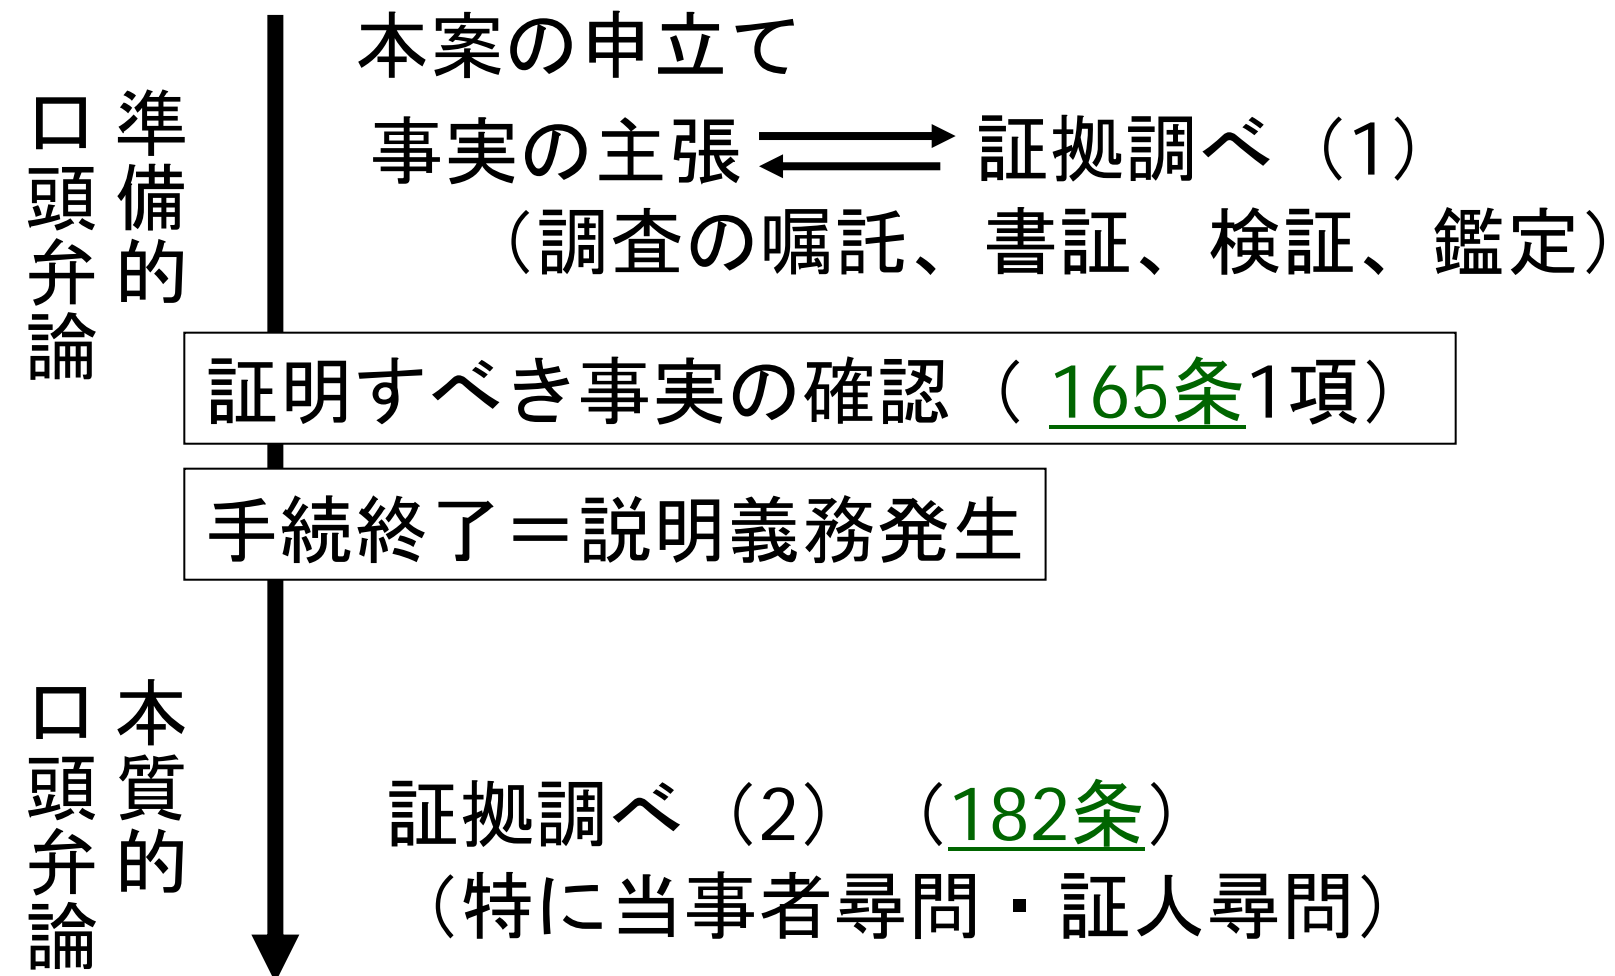 準備的
口頭弁論
本案の申立て
事実の主張
証拠調べ（1）
（調査の嘱託、書証、検証、鑑定）
証明すべき事実の確認（165条1項）
手続終了＝説明義務発生
本質的
口頭弁論
証拠調べ（2）（182条）
（特に当事者尋問・証人尋問）